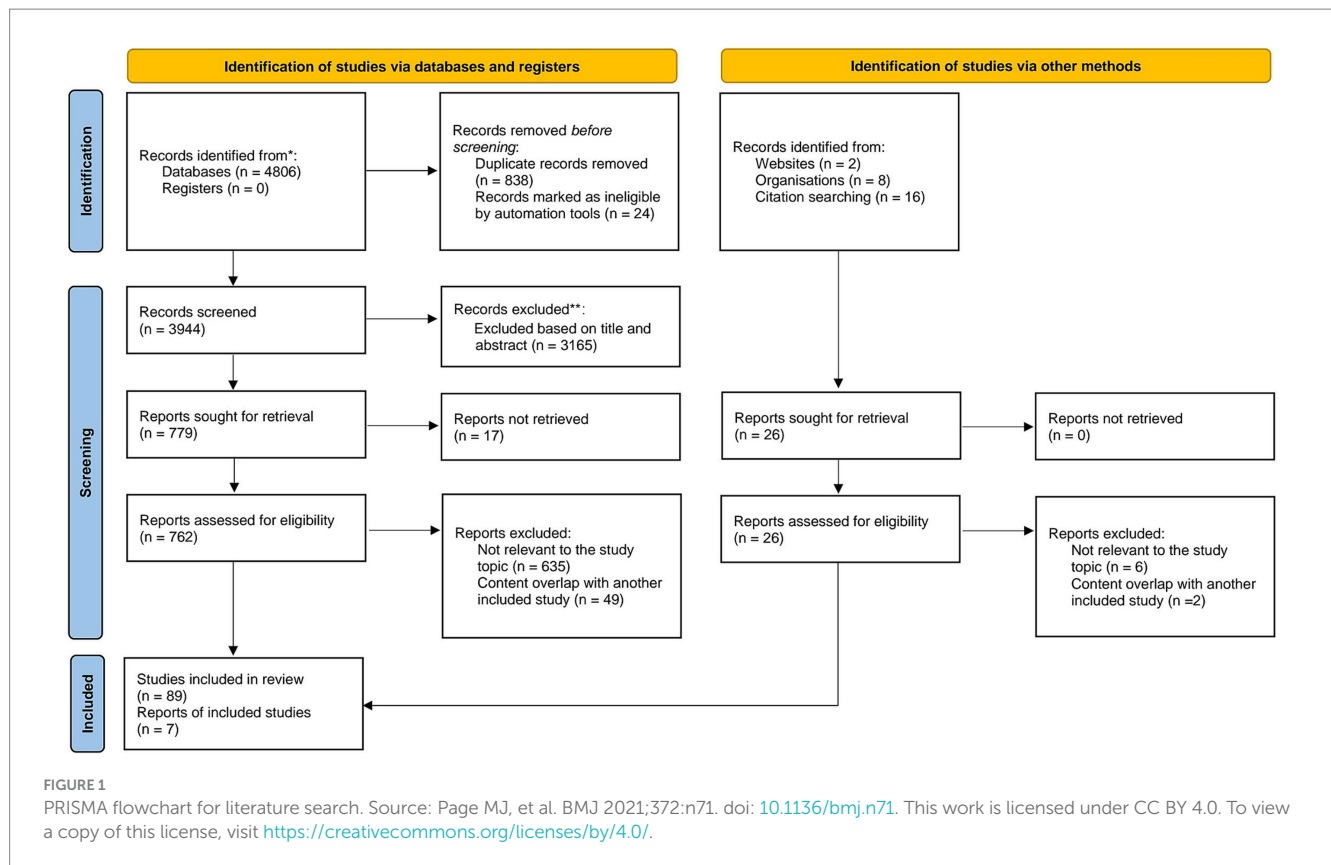 Identification of studies via databases and registers
Identification of studies via other methods
Identification
Records identified from*:
Databases (n = 4806)
Registers (n = 0)
Records removed before
screening:
Duplicate records removed
(n = 838)
Records marked as ineligible
by automation tools (n = 24)
Records identified from:
Websites (n = 2)
Organisations (n = 8)
Citation searching (n = 16)
Screening
Records screened
(n = 3944)
Records excluded**:
Excluded based on title and
abstract (n = 3165)
Reports sought for retrieval
(n = 779)
Reports not retrieved
(n = 17)
Reports sought for retrieval
(n = 26)
Reports not retrieved
(n = 0)
Reports assessed for eligibility
(n = 762)
Reports excluded:
Not relevant to the study
topic (n = 635)
Content overlap with another
included study (n = 49)
Reports assessed for eligibility
(n = 26)
Reports excluded:
Not relevant to the study
topic (n = 6)
Content overlap with another
included study (n =2)
Included
Studies included in review
(n = 89)
Reports of included studies
(n = 7)
FIGURE 1
PRISMA flowchart for literature search. Source: Page MJ, et al. BMJ 2021;372:n71. doi: 10.1136/bmj.n71. This work is licensed under CC BY 4.0. To view
a copy of this license, visit https://creativecommons.org/licenses/by/4.0/.